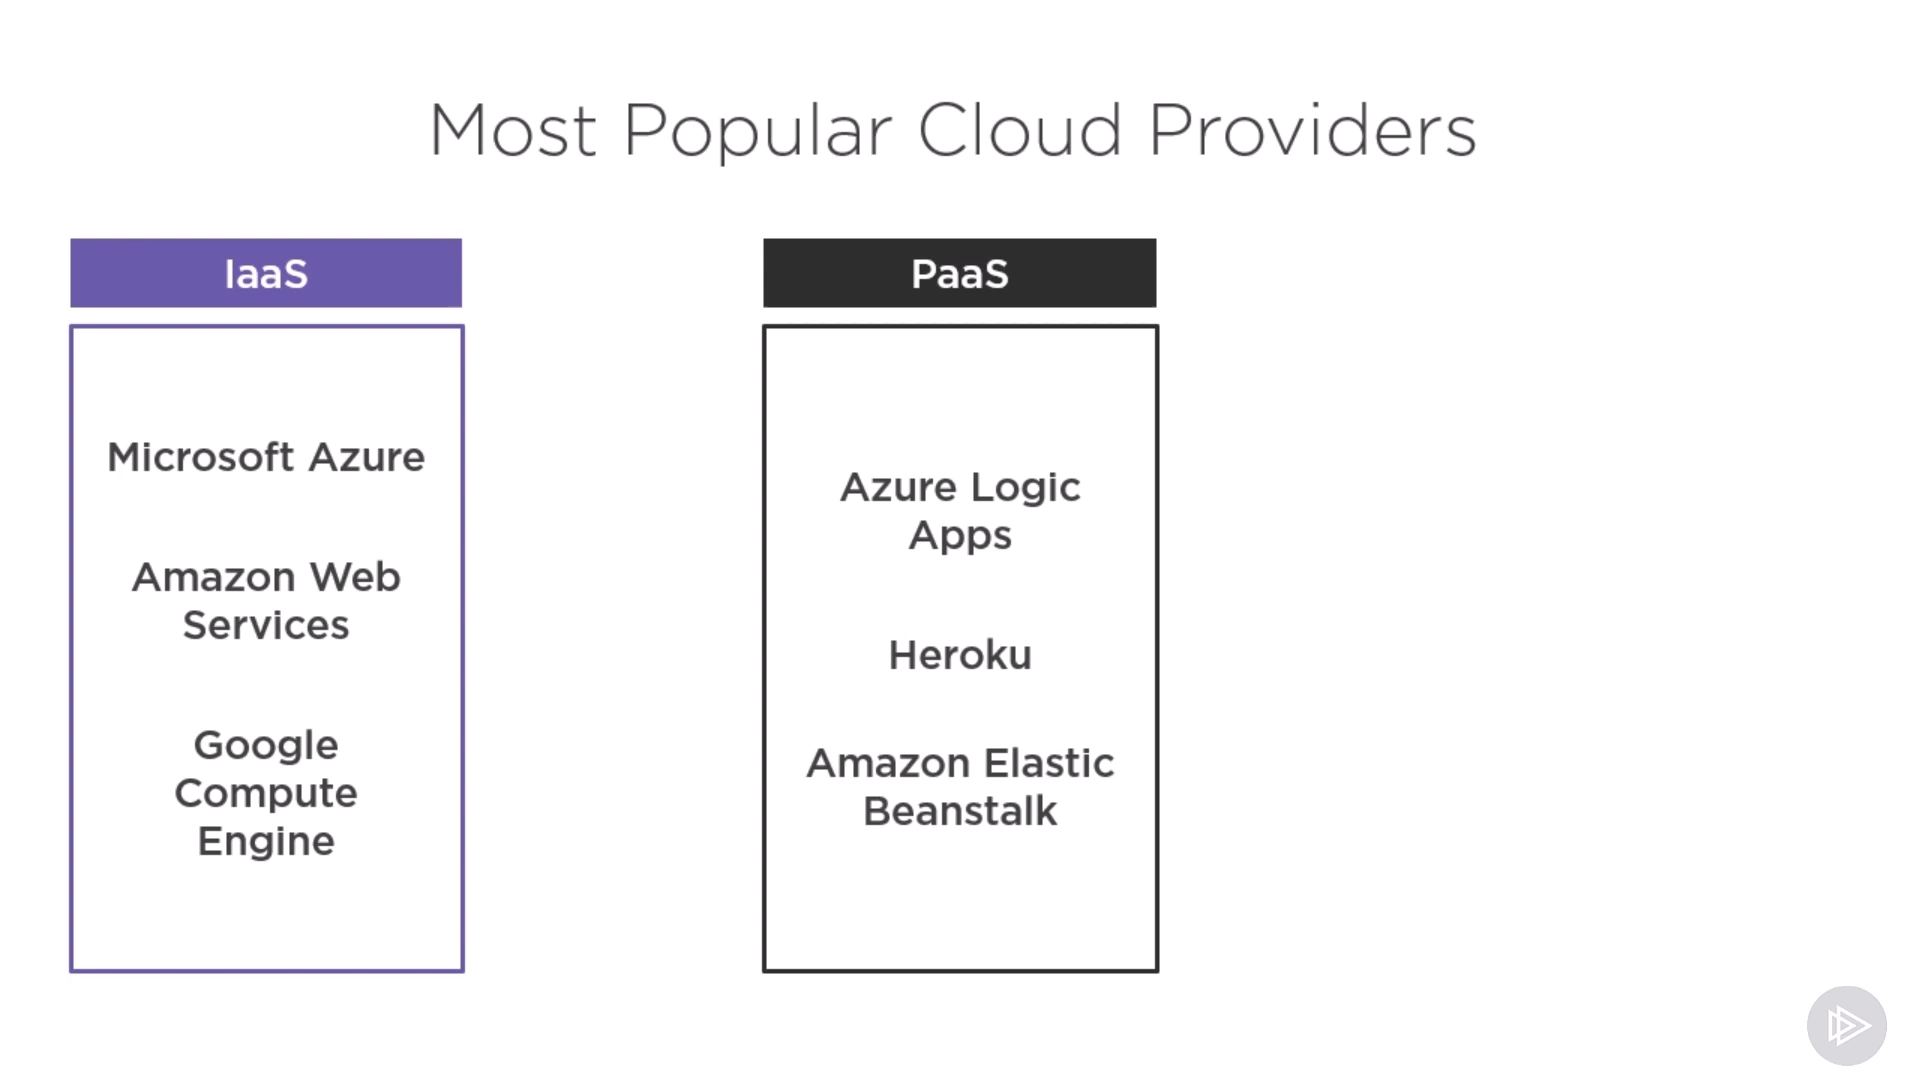 Most Popular Cloud Providers
IaaS
Microsoft Azure
Amazon Web
Services
Google
Compute
Engine
PaaS
Azure Logic
Apps
Heroku
Amazon Elastic
Beanstalk